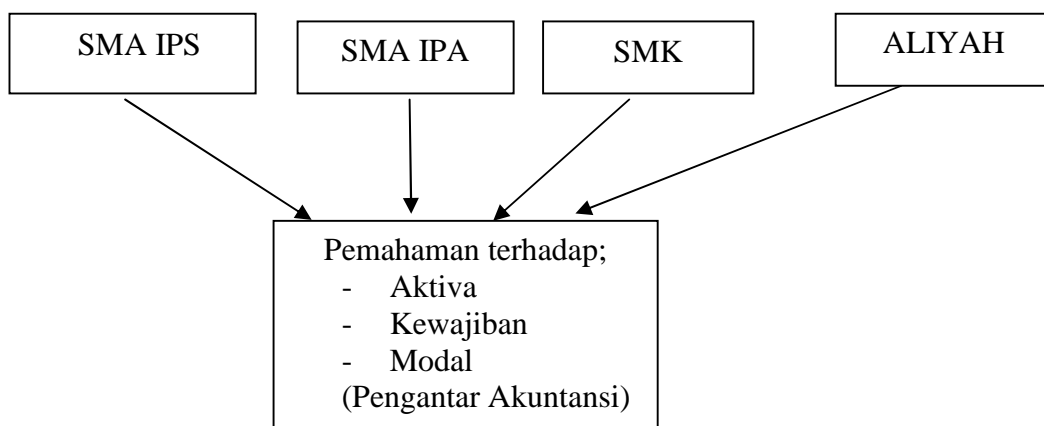 SMA IPS
SMA IPA
SMK
ALIYAH
Pemahaman terhadap;
- Aktiva
- Kewajiban
- Modal
(Pengantar Akuntansi)